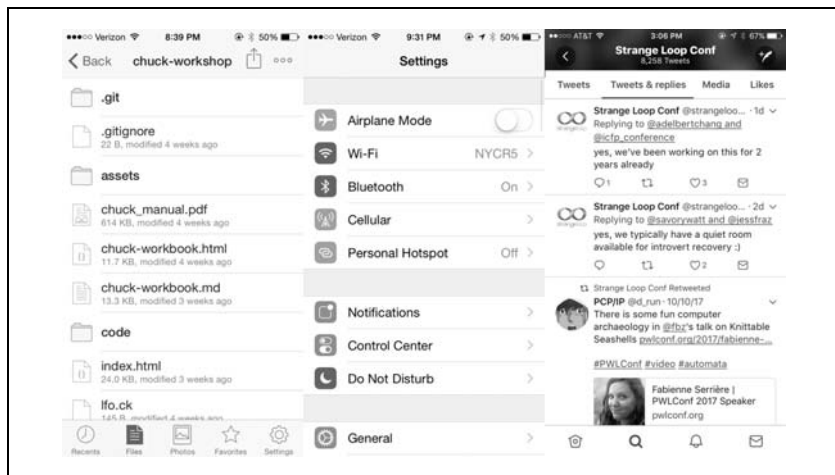 Verizon 8:39 PM 50%
Back chuck-workshop
.git
.gitignore
22 B, modified 4 weeks ago
assets
chuck_manual.pdf
614 KB, modified 4 weeks ago
chuck-workbook.html
11.7 KB, modified 4 weeks ago
chuck-workbook.md
13.3 KB, modified 3 weeks ago
code
index.html
24.0 KB, modified 3 weeks ago
lfo.ck
145 B, modified 4 weeks ago
Recents Files Photos Favorites Settings
Verizon 9:31 PM 50%
Settings
Airplane Mode
Wi-Fi NYCR5
Bluetooth On
Cellular
Personal Hotspot Off
Notifications
Control Center
Do Not Disturb
General
AT&T 3:06 PM 67%
Strange Loop Conf
8,258 Tweets
Tweets Tweets & replies Media Likes
Strange Loop Conf @strangeloo... · 1d
Replying to @adelbertchang and
@icfp_conference
yes, we've been working on this for 2
years already
1 3
Strange Loop Conf @strangeloo... · 2d
Replying to @savorywatt and @jessfraz
yes, we typically have a quiet room
available for introvert recovery :)
2
Strange Loop Conf Retweeted
PCP/IP @d_run · 10/10/17
There is some fun computer
archaeology in @fbz's talk on Knittable
Seashells pwlconf.org/2017/fabienne-...
#PWLConf #video #automata
Fabienne Serrière |
PWLConf 2017 Speaker
pwlconf.org